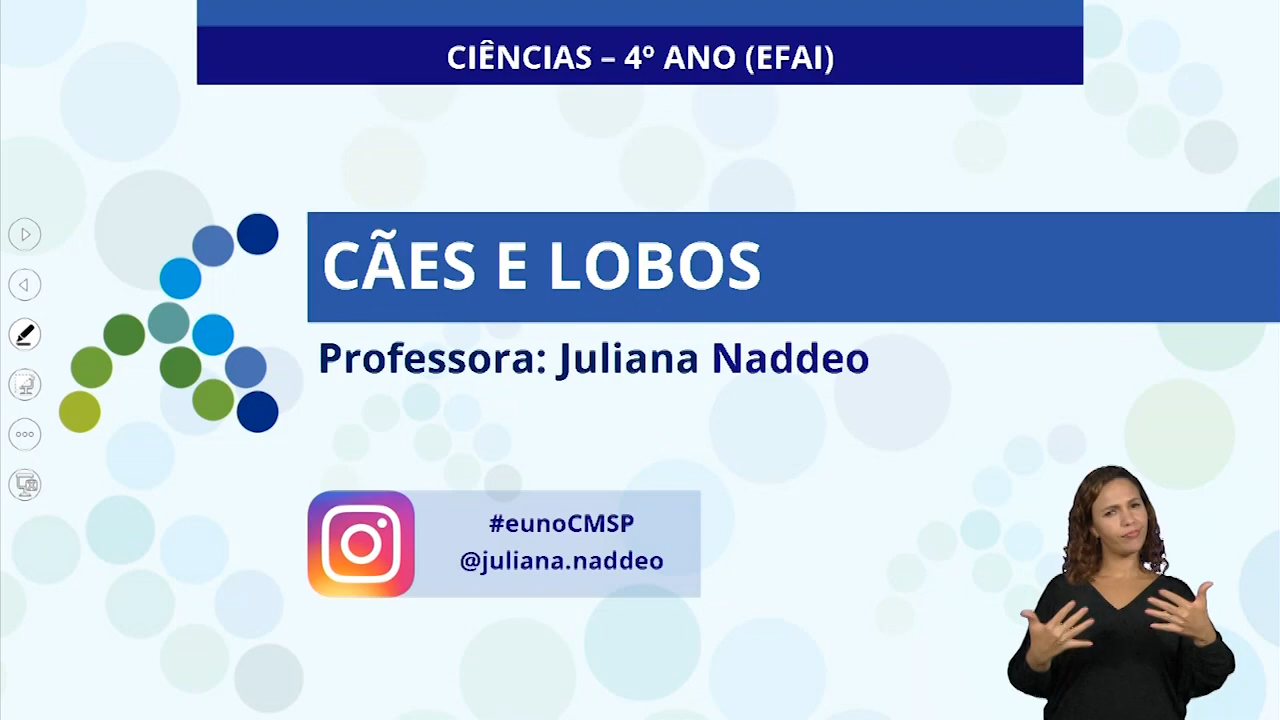 CIÊNCIAS – 4º ANO (EFAI)
CÃES E LOBOS
Professora: Juliana Naddeo
#eunoCMSP
@juliana.naddeo